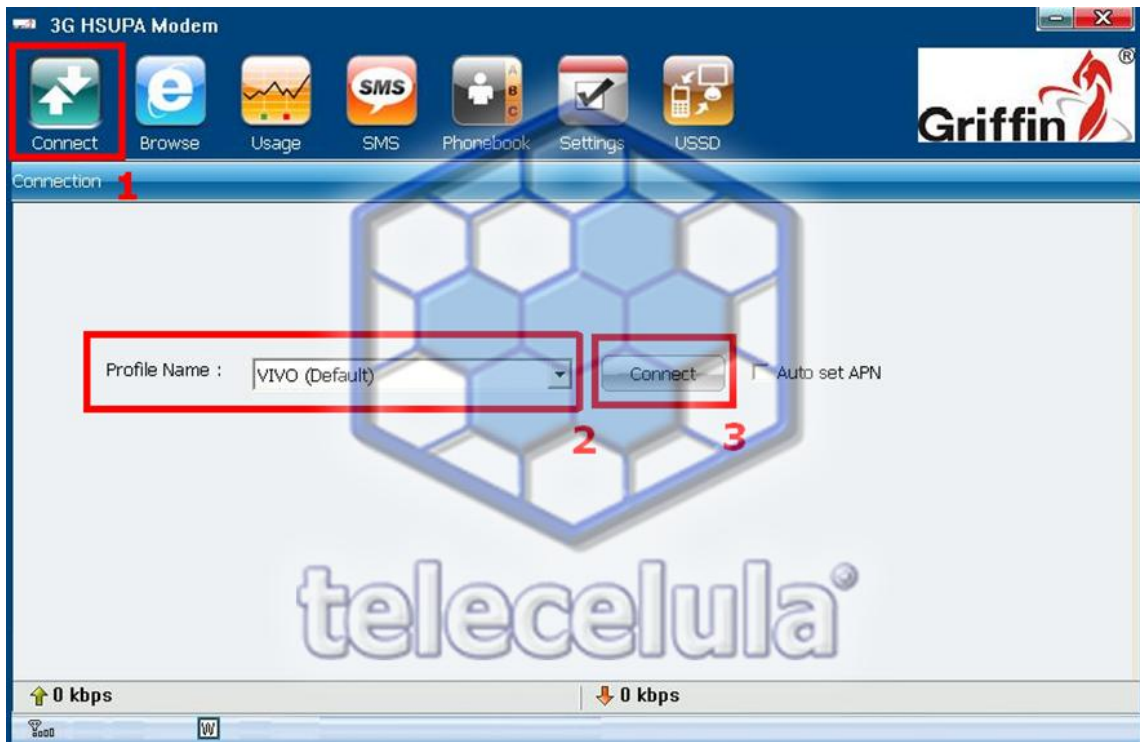 3G HSUPA Modem
SMS
A
B
C
Connect Browse Usage SMS Phonebook Settings USSD
Griffin®
Connection 1
Profile Name : VIVO (Default) Connect Auto set APN
2 3
telecelula®
0 kbps 0 kbps
W